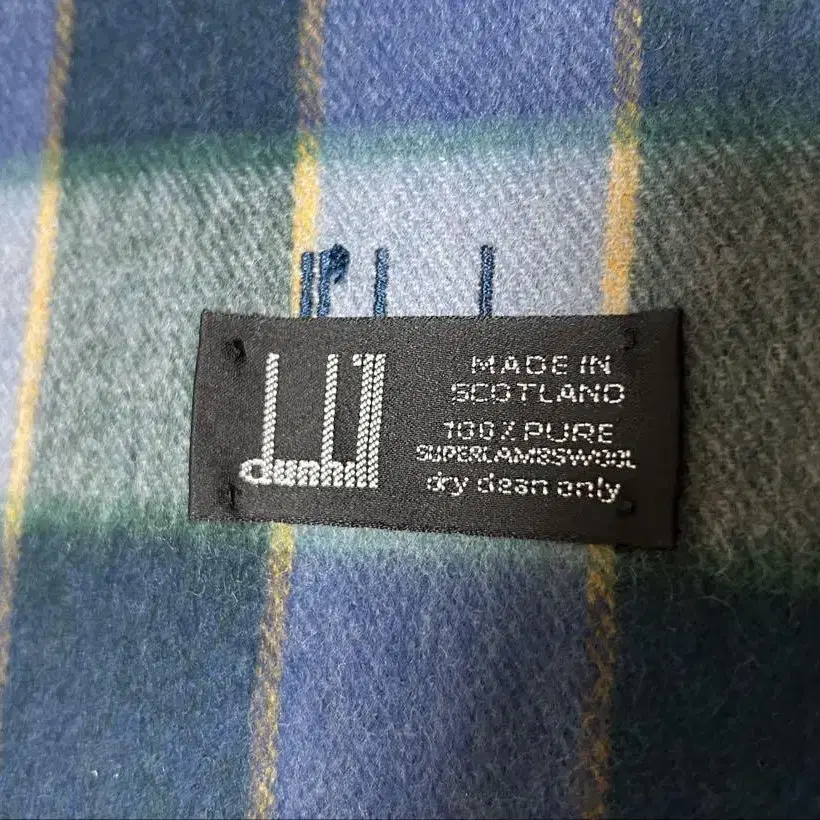 dunhill
MADE IN
SCOTLAND
100% PURE
SUPERLAMBSWOOL
dry clean only